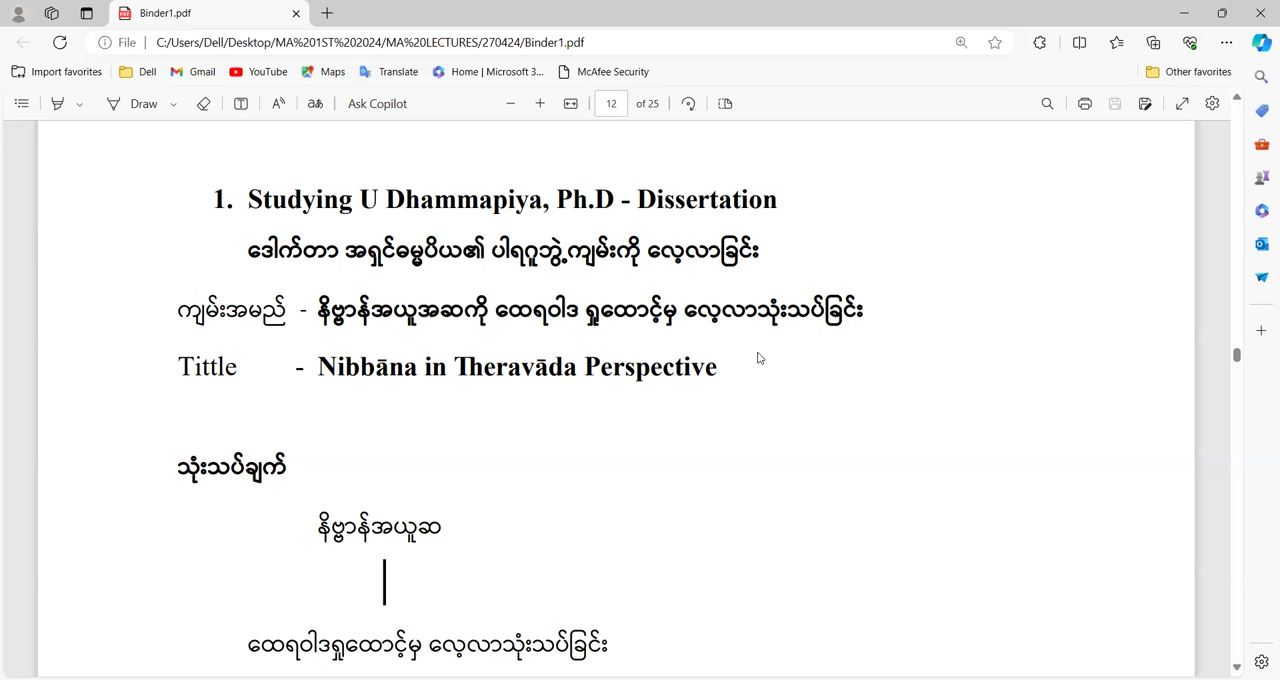 Binder1.pdf
File C:/Users/Dell/Desktop/MA%201ST%202024/MA%20LECTURES/270424/Binder1.pdf
Import favorites Dell Gmail YouTube Maps Translate Home | Microsoft 3... McAfee Security Other favorites
Draw Ask Copilot 12 of 25
1. Studying U Dhammapiya, Ph.D - Dissertation
ဒေါက်တာ အရှင်ဓမ္မပိယ၏ ပါရဂူဘွဲ့ကျမ်းကို လေ့လာခြင်း
ကျမ်းအမည် - နိဗ္ဗာန်အယူအဆကို ထေရဝါဒ ရှုထောင့်မှ လေ့လာသုံးသပ်ခြင်း
Tittle - Nibbāna in Theravāda Perspective
သုံးသပ်ချက်
နိဗ္ဗာန်အယူဆ
ထေရဝါဒရှုထောင့်မှ လေ့လာသုံးသပ်ခြင်း